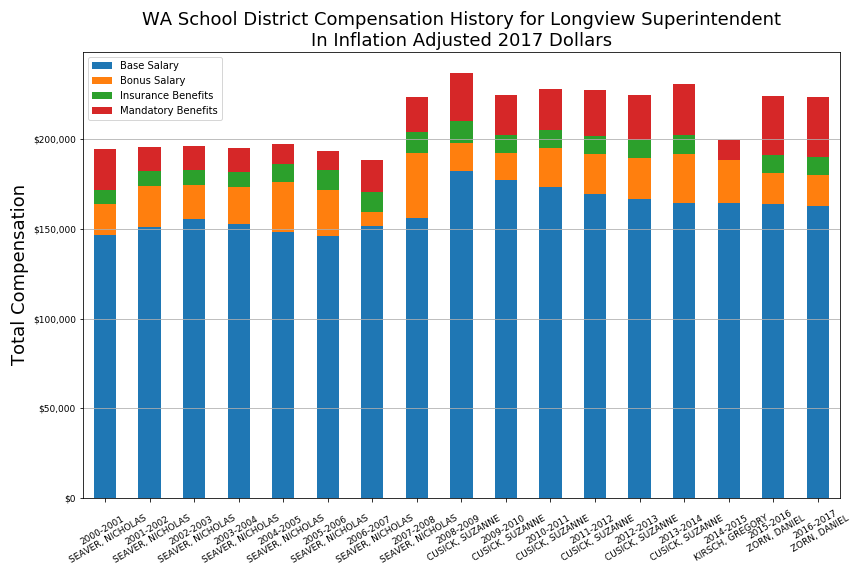 WA School District Compensation History for Longview Superintendent
In Inflation Adjusted 2017 Dollars
Base Salary
Bonus Salary
Insurance Benefits
Mandatory Benefits
Total Compensation
$200,000
$150,000
$100,000
$50,000
$0
2000-2001
SEAVER, NICHOLAS
2001-2002
SEAVER, NICHOLAS
2002-2003
SEAVER, NICHOLAS
2003-2004
SEAVER, NICHOLAS
2004-2005
SEAVER, NICHOLAS
2005-2006
SEAVER, NICHOLAS
2006-2007
SEAVER, NICHOLAS
2007-2008
SEAVER, NICHOLAS
2008-2009
CUSICK, SUZANNE
2009-2010
CUSICK, SUZANNE
2010-2011
CUSICK, SUZANNE
2011-2012
CUSICK, SUZANNE
2012-2013
CUSICK, SUZANNE
2013-2014
CUSICK, SUZANNE
2014-2015
KIRSCH, GREGORY
2015-2016
ZORN, DANIEL
2016-2017
ZORN, DANIEL